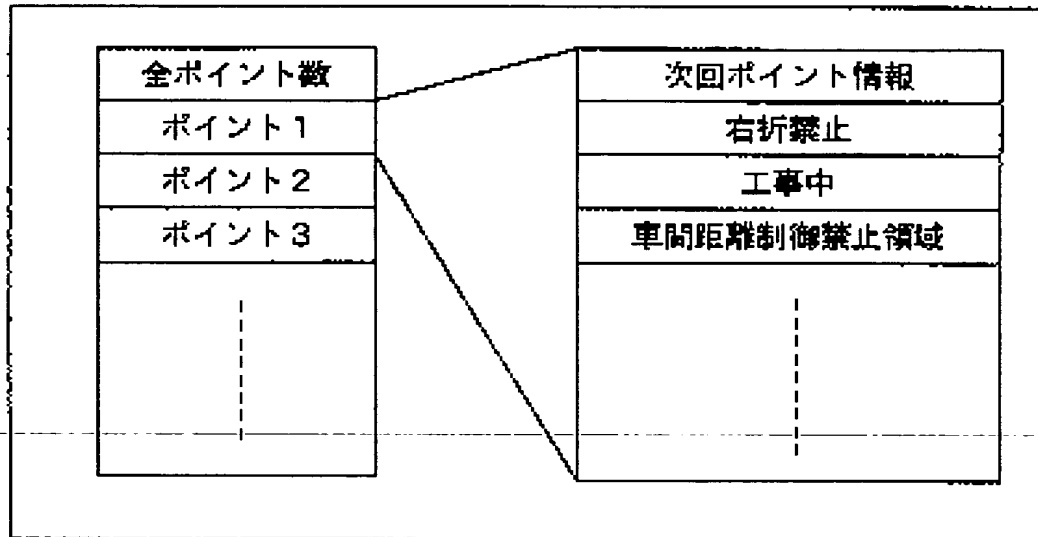 全ポイント数
ポイント1
ポイント2
ポイント3
次回ポイント情報
右折禁止
工事中
車間距離制御禁止領域